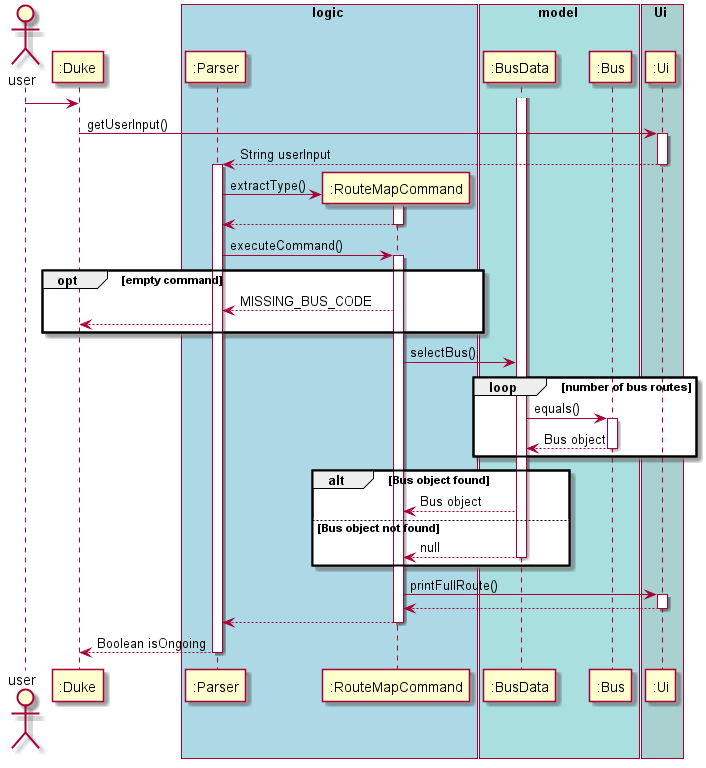 logic
model
Ui
user
:Duke
:Parser
:BusData
:Bus
:Ui
getUserInput()
String userInput
extractType()
:RouteMapCommand
executeCommand()
opt
[empty command]
MISSING_BUS_CODE
selectBus()
loop
[number of bus routes]
equals()
Bus object
alt
[Bus object found]
Bus object
[Bus object not found]
null
printFullRoute()
Boolean isOngoing
user
:Duke
:Parser
:RouteMapCommand
:BusData
:Bus
:Ui